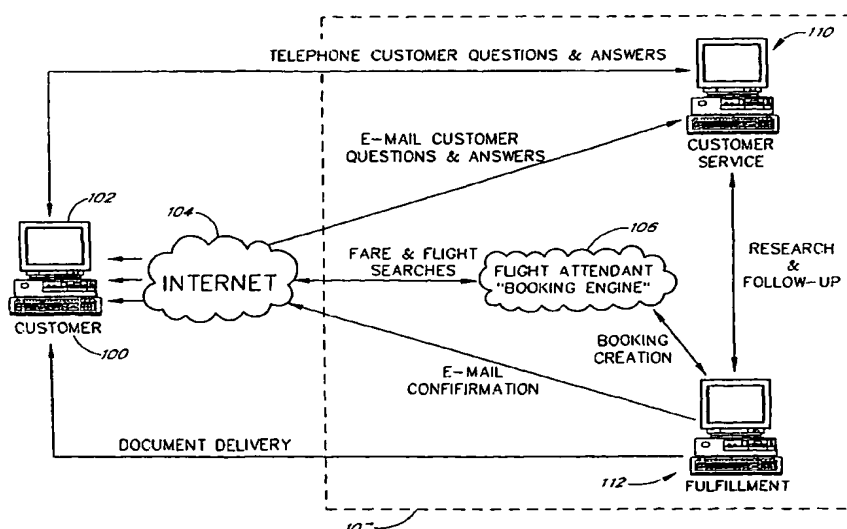 110
TELEPHONE CUSTOMER QUESTIONS & ANSWERS
E-MAIL CUSTOMER
QUESTIONS & ANSWERS
CUSTOMER
SERVICE
102
104
106
INTERNET
FARE & FLIGHT
SEARCHES
FLIGHT ATTENDANT
"BOOKING ENGINE"
RESEARCH
&
FOLLOW-UP
CUSTOMER
100
BOOKING
CREATION
E-MAIL
CONFIFIRMATION
DOCUMENT DELIVERY
112
FULFILLMENT